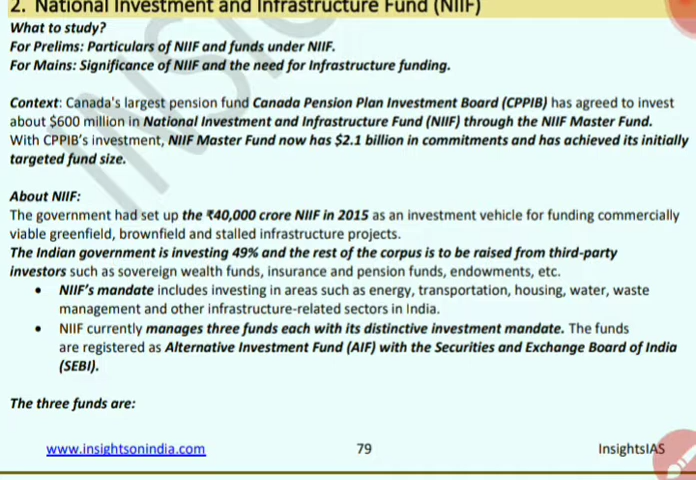 2. National Investment and Infrastructure Fund (NIIF)
What to study?
For Prelims: Particulars of NIIF and funds under NIIF.
For Mains: Significance of NIIF and the need for Infrastructure funding.
Context: Canada's largest pension fund Canada Pension Plan Investment Board (CPPIB) has agreed to invest
about $600 million in National Investment and Infrastructure Fund (NIIF) through the NIIF Master Fund.
With CPPIB's investment, NIIF Master Fund now has $2.1 billion in commitments and has achieved its initially
targeted fund size.
About NIIF:
The government had set up the ₹40,000 crore NIIF in 2015 as an investment vehicle for funding commercially
viable greenfield, brownfield and stalled infrastructure projects.
The Indian government is investing 49% and the rest of the corpus is to be raised from third-party
investors such as sovereign wealth funds, insurance and pension funds, endowments, etc.
• NIIF's mandate includes investing in areas such as energy, transportation, housing, water, waste
management and other infrastructure-related sectors in India.
• NIIF currently manages three funds each with its distinctive investment mandate. The funds
are registered as Alternative Investment Fund (AIF) with the Securities and Exchange Board of India
(SEBI).
The three funds are:
www.insightsonindia.com 79 InsightsIAS